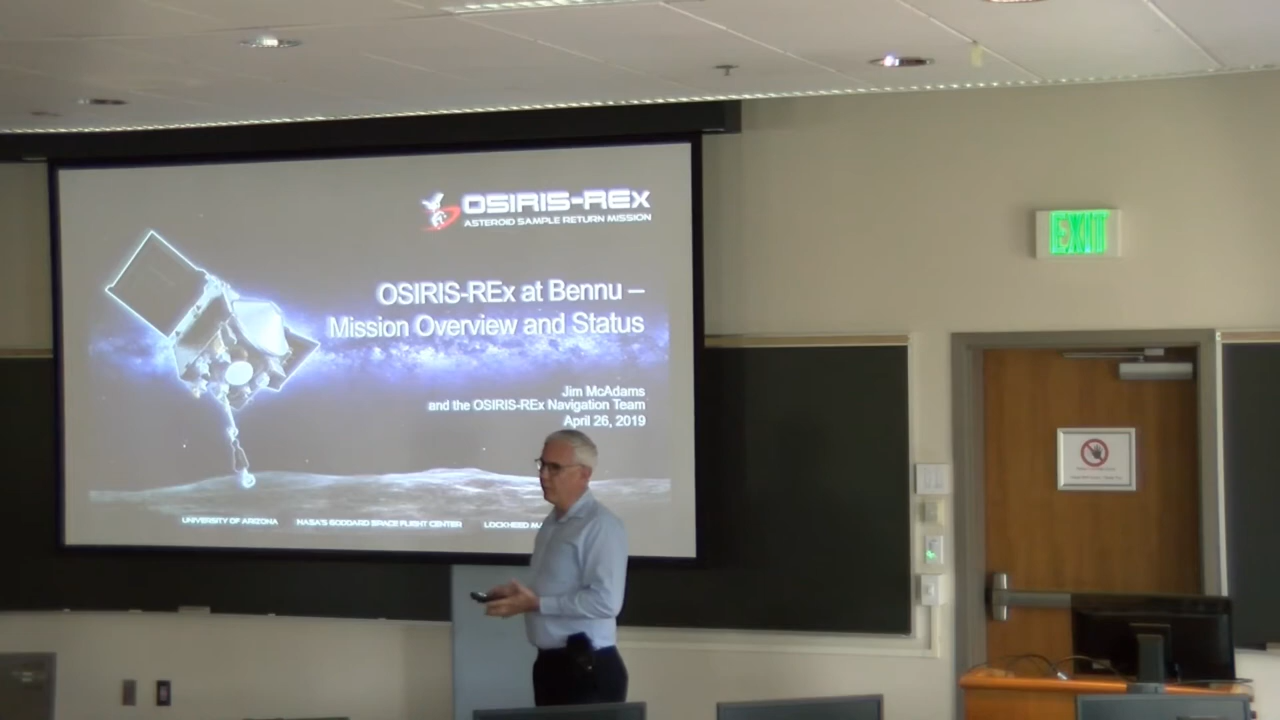 OSIRIS-REx
ASTEROID SAMPLE RETURN MISSION
OSIRIS-REx at Bennu –
Mission Overview and Status
Jim McAdams
and the OSIRIS-REx Navigation Team
April 26, 2019
UNIVERSITY OF ARIZONA NASA'S GODDARD SPACE FLIGHT CENTER LOCKHEED
EXIT